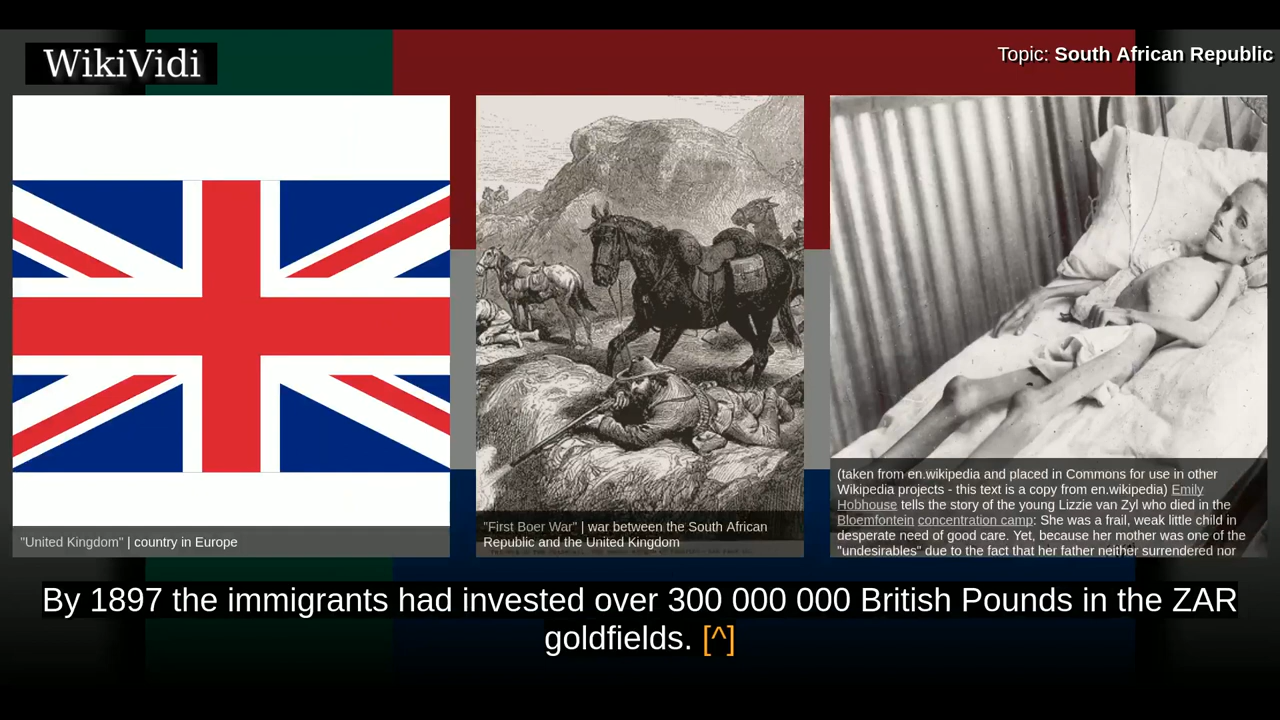 WikiVidi
Topic: South African Republic
"United Kingdom" | country in Europe
"First Boer War" | war between the South African
Republic and the United Kingdom
(taken from en.wikipedia and placed in Commons for use in other
Wikipedia projects - this text is a copy from en.wikipedia) Emily
Hobhouse tells the story of the young Lizzie van Zyl who died in the
Bloemfontein concentration camp: She was a frail, weak little child in
desperate need of good care. Yet, because her mother was one of the
"undesirables" due to the fact that her father neither surrendered nor
By 1897 the immigrants had invested over 300 000 000 British Pounds in the ZAR
goldfields. [^]